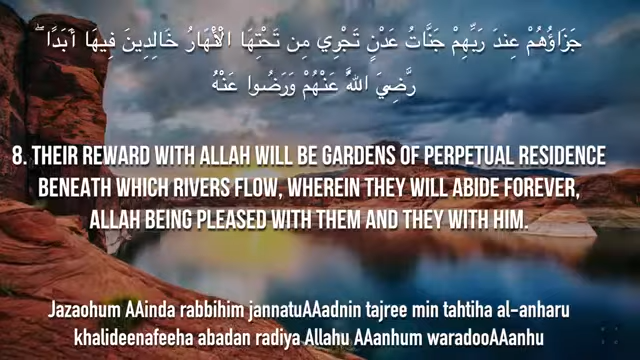 جَزَاؤُهُمْ عِندَ رَبِّهِمْ جَنَّاتُ عَدْنٍ تَجْرِي مِن تَحْتِهَا الْأَنْهَارُ خَالِدِينَ فِيهَا أَبَدًا ۖ
رَّضِيَ اللَّهُ عَنْهُمْ وَرَضُوا عَنْهُ
8. THEIR REWARD WITH ALLAH WILL BE GARDENS OF PERPETUAL RESIDENCE
BENEATH WHICH RIVERS FLOW, WHEREIN THEY WILL ABIDE FOREVER,
ALLAH BEING PLEASED WITH THEM AND THEY WITH HIM.
Jazaohum AAinda rabbihim jannatuAAadnin tajree min tahtiha al-anharu
khalideenafeeha abadan radiya Allahu AAanhum waradooAAanhu